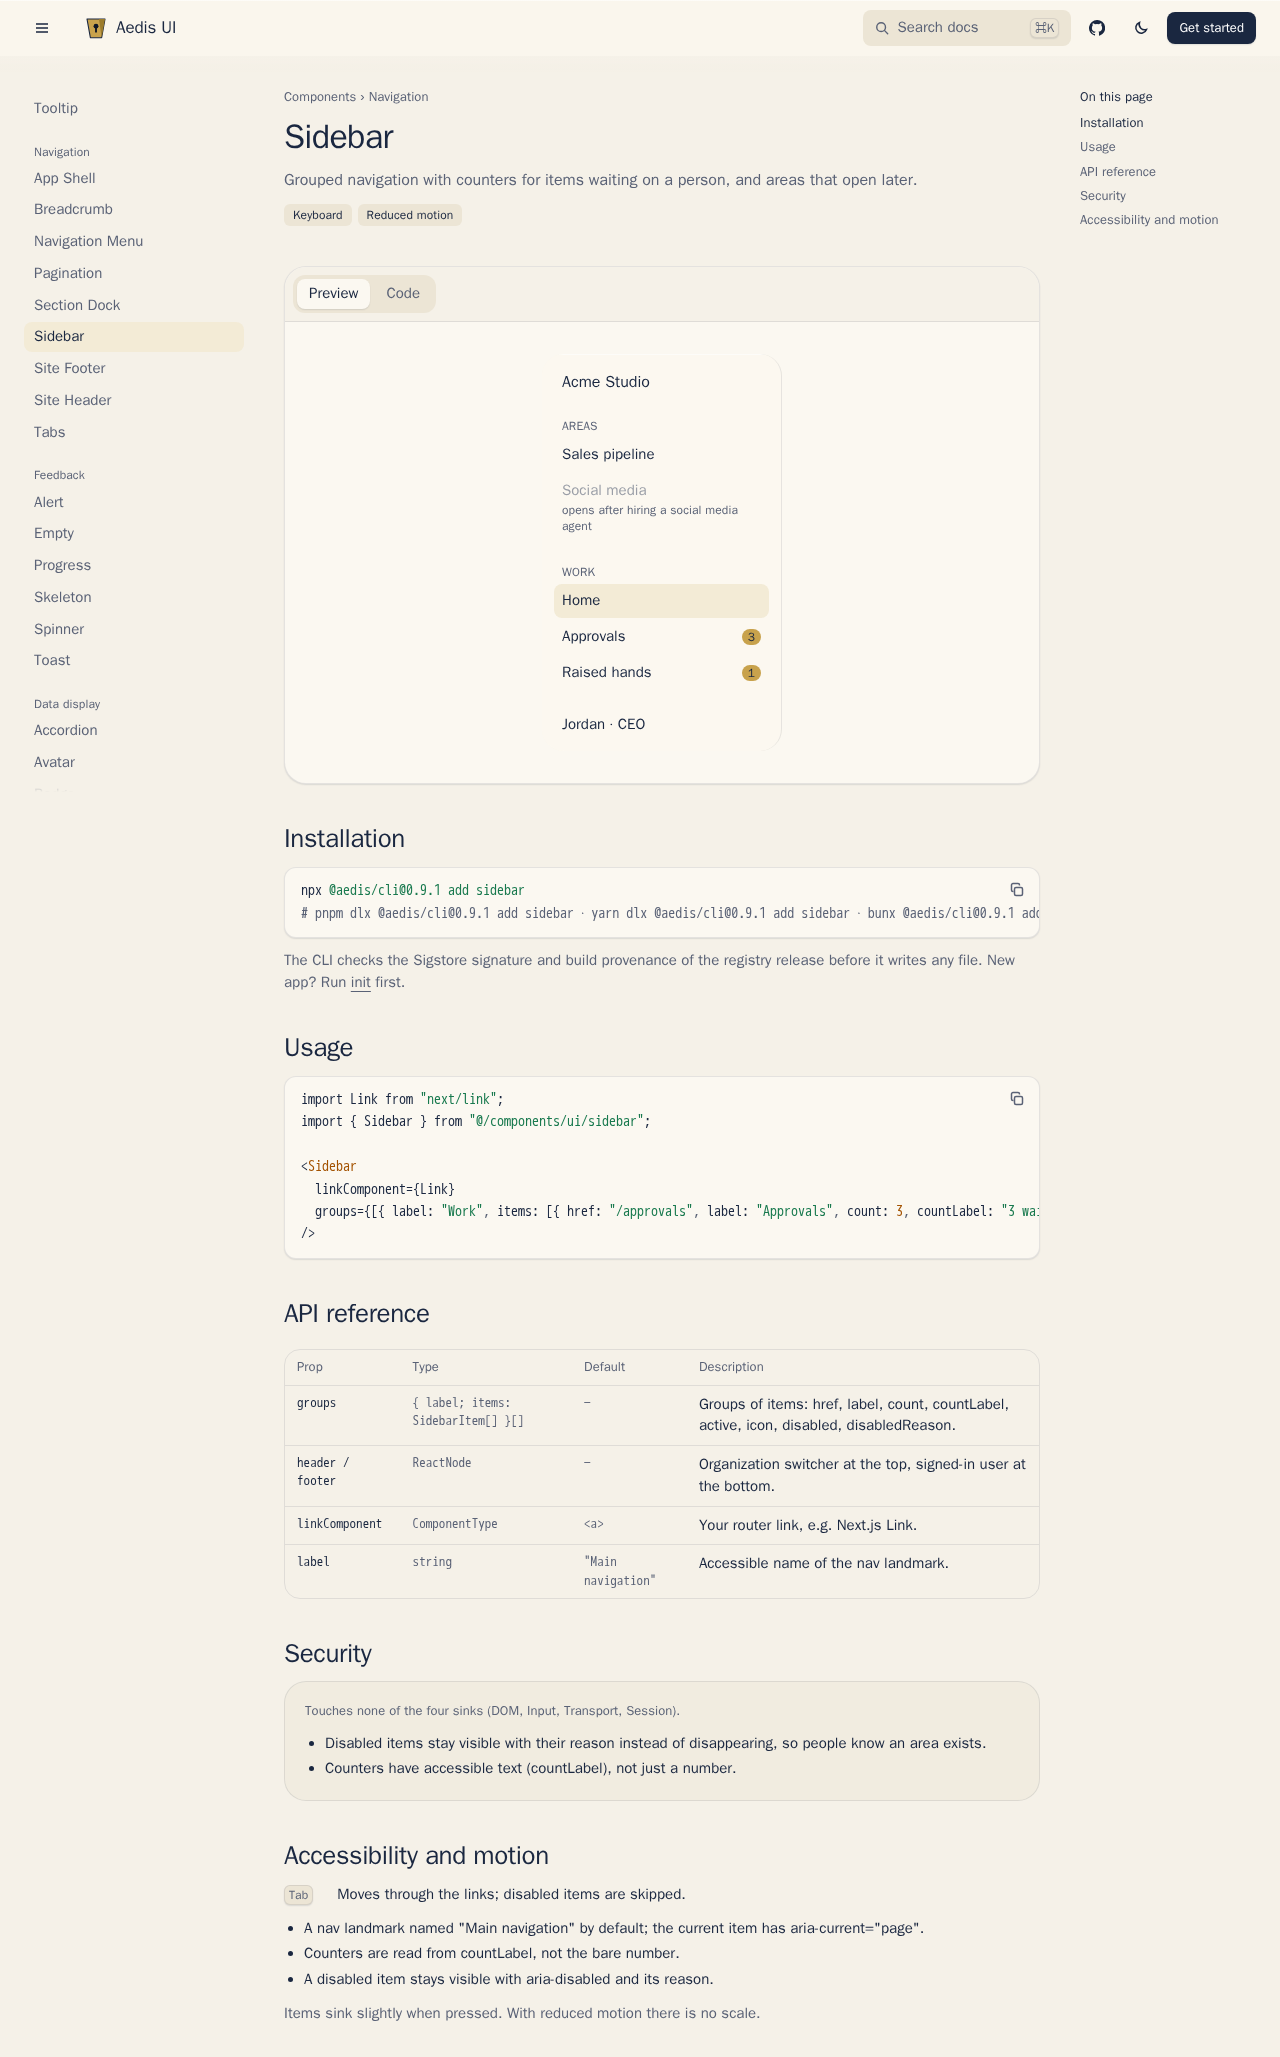 Aedis UI
Search docs
⌘K
Get started
Tooltip
Navigation
App Shell
Breadcrumb
Navigation Menu
Pagination
Section Dock
Sidebar
Site Footer
Site Header
Tabs
Feedback
Alert
Empty
Progress
Skeleton
Spinner
Toast
Data display
Accordion
Avatar
Components › Navigation
Sidebar
Grouped navigation with counters for items waiting on a person, and areas that open later.
Keyboard
Reduced motion
Preview
Code
Acme Studio
AREAS
Sales pipeline
Social media
opens after hiring a social media
agent
WORK
Home
Approvals
3
Raised hands
1
Jordan · CEO
Installation
npx @aedis/cli@0.9.1 add sidebar
# pnpm dlx @aedis/cli@0.9.1 add sidebar · yarn dlx @aedis/cli@0.9.1 add sidebar · bunx @aedis/cli@0.9.1 add
The CLI checks the Sigstore signature and build provenance of the registry release before it writes any file. New
app? Run init first.
Usage
import Link from "next/link";
import { Sidebar } from "@/components/ui/sidebar";
<Sidebar
linkComponent={Link}
groups={[{ label: "Work", items: [{ href: "/approvals", label: "Approvals", count: 3, countLabel: "3 wai
/>
API reference
Prop
Type
Default
Description
groups
{ label; items:
SidebarItem[] }[]
—
Groups of items: href, label, count, countLabel,
active, icon, disabled, disabledReason.
header /
footer
ReactNode
—
Organization switcher at the top, signed-in user at
the bottom.
linkComponent
ComponentType
<a>
Your router link, e.g. Next.js Link.
label
string
"Main
navigation"
Accessible name of the nav landmark.
Security
Touches none of the four sinks (DOM, Input, Transport, Session).
• Disabled items stay visible with their reason instead of disappearing, so people know an area exists.
• Counters have accessible text (countLabel), not just a number.
Accessibility and motion
Tab
Moves through the links; disabled items are skipped.
• A nav landmark named "Main navigation" by default; the current item has aria-current="page".
• Counters are read from countLabel, not the bare number.
• A disabled item stays visible with aria-disabled and its reason.
Items sink slightly when pressed. With reduced motion there is no scale.
On this page
Installation
Usage
API reference
Security
Accessibility and motion